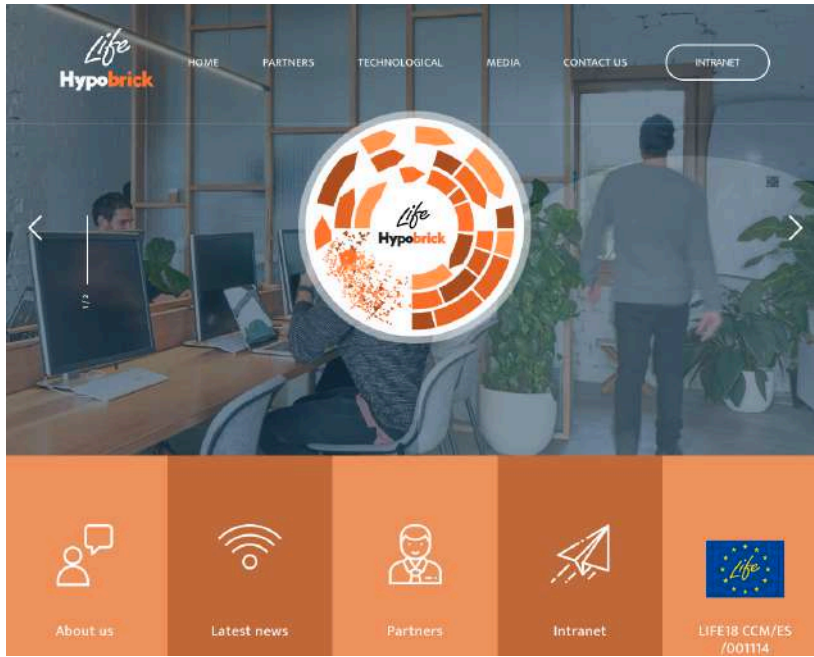 Life
Hypobrick
HOME PARTNERS TECHNOLOGICAL MEDIA CONTACT US INTRANET
Life
Hypobrick
1/2
About us Latest news Partners Intranet
Life
LIFE18 CCM/ES
/001114